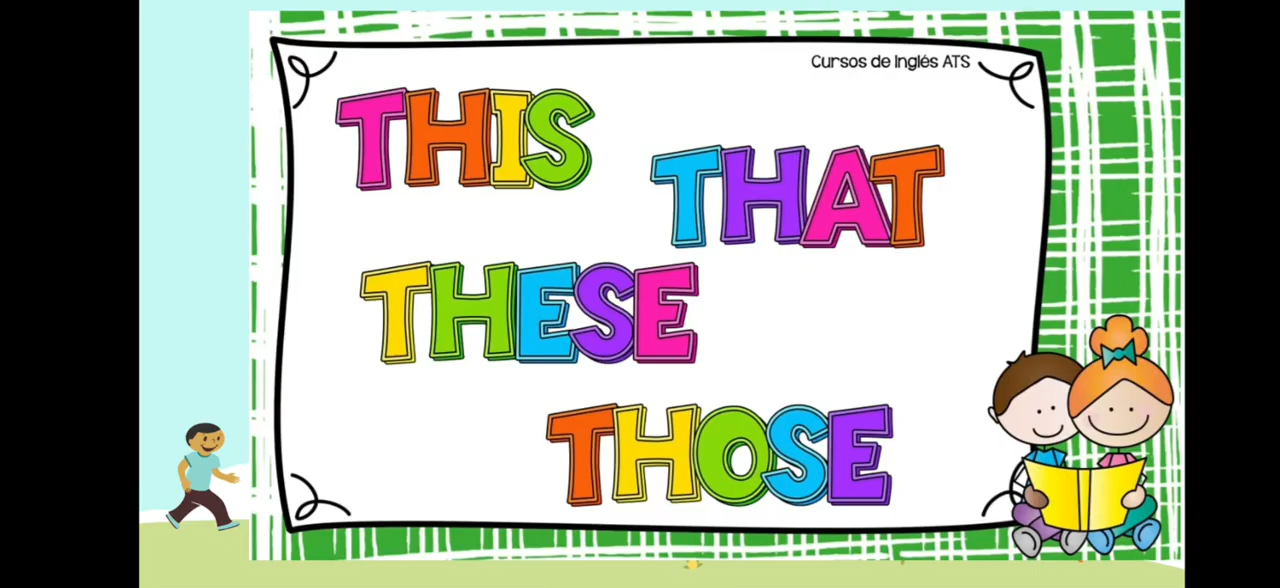 Cursos de Inglés ATS
THIS
THAT
THESE
THOSE